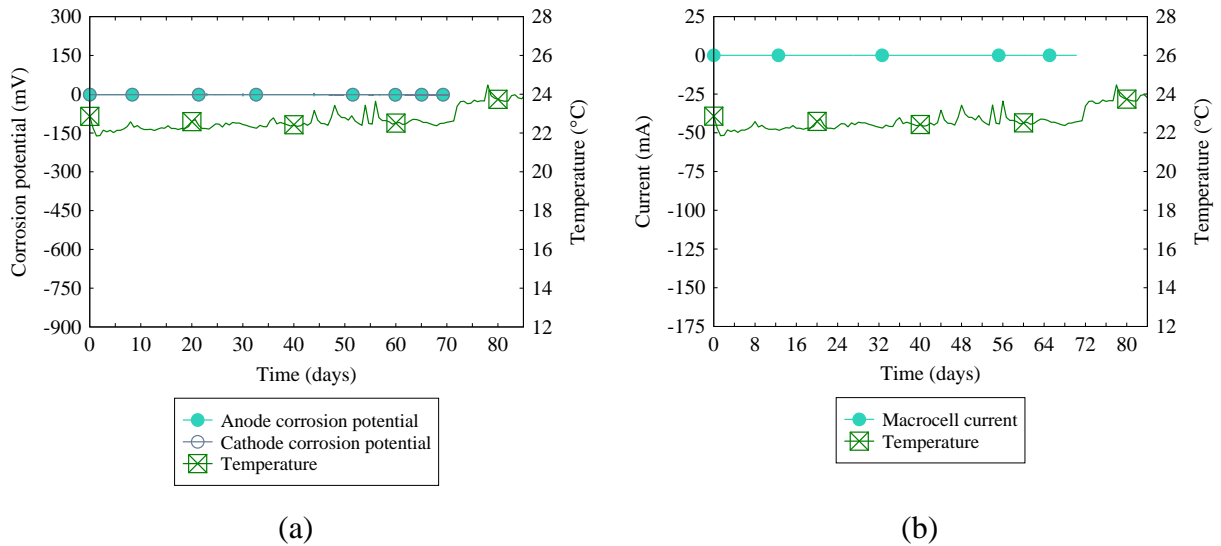 300
150
0
-150
-300
-450
-600
-750
-900
Corrosion potential (mV)
28
26
24
22
20
18
16
14
12
Temperature (°C)
0 10 20 30 40 50 60 70 80
Time (days)
Anode corrosion potential
Cathode corrosion potential
Temperature
(a)
25
0
-25
-50
-75
-100
-125
-150
-175
Current (mA)
28
26
24
22
20
18
16
14
12
Temperature (°C)
0 8 16 24 32 40 48 56 64 72 80
Time (days)
Macrocell current
Temperature
(b)